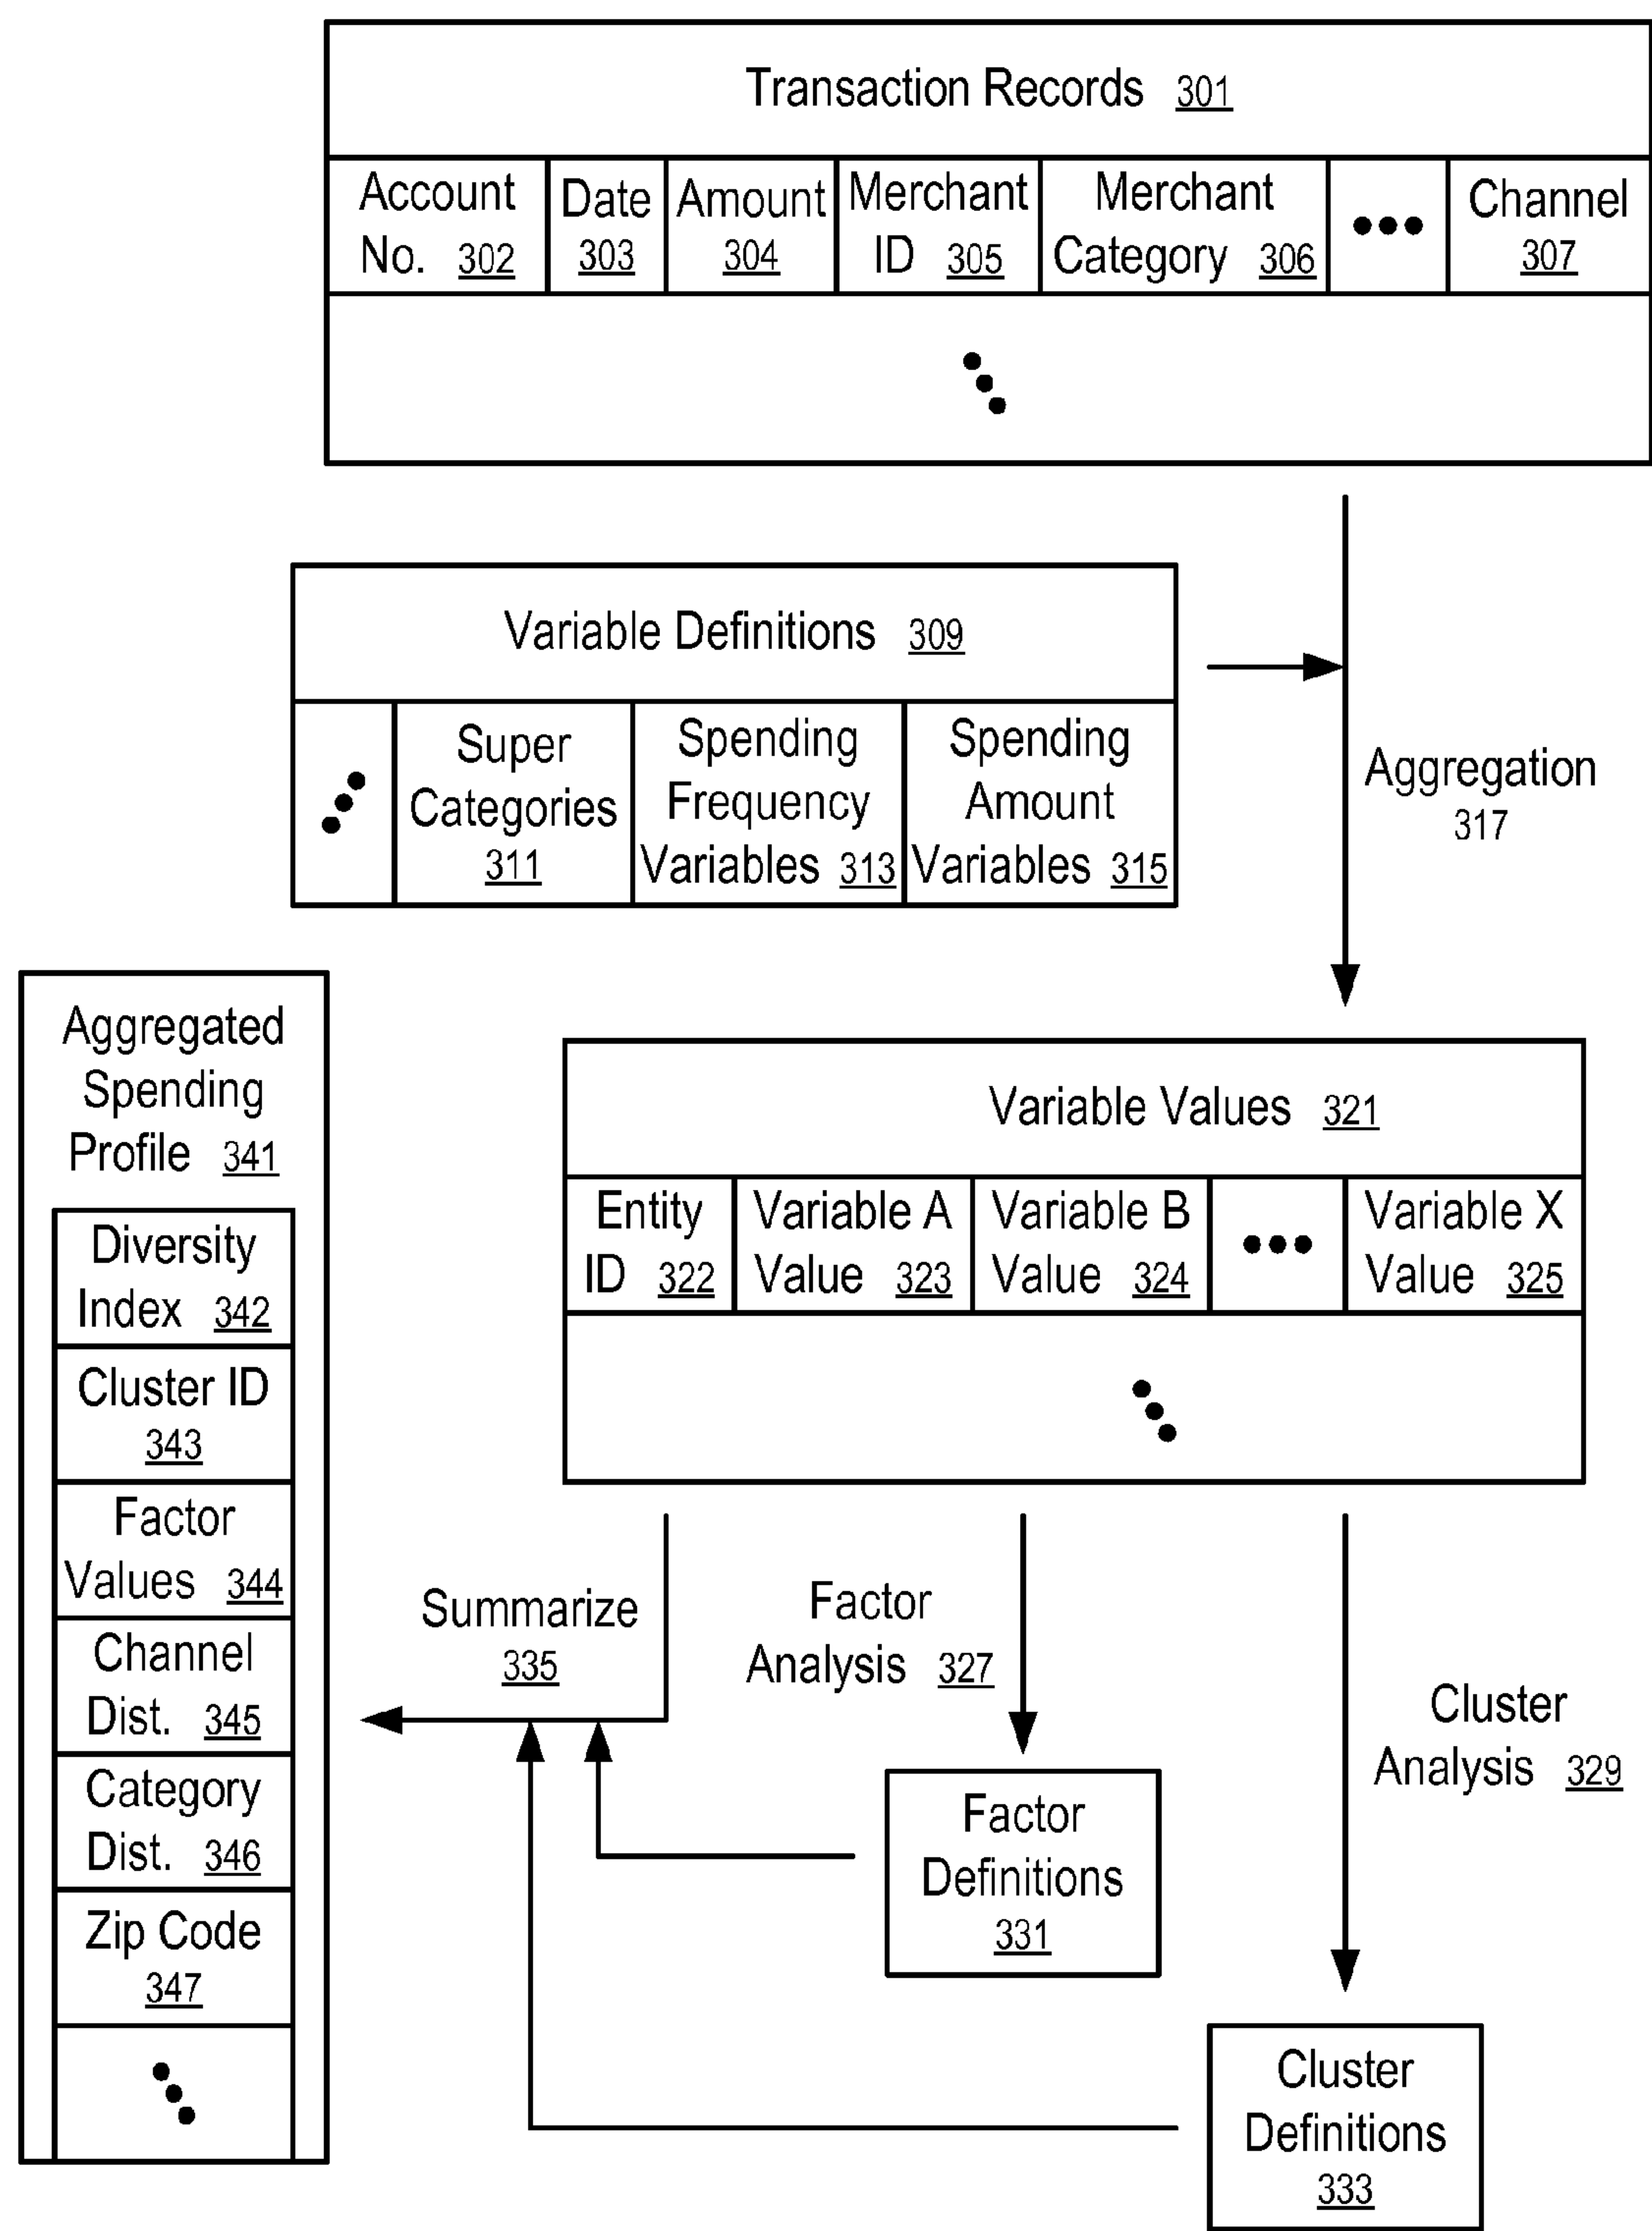 Transaction Records 301
Account
No. 302
Date
303
Amount
304
Merchant
ID 305
Merchant
Category 306
Channel
307
Variable Definitions 309
Super
Categories
311
Spending
Frequency
Variables 313
Spending
Amount
Variables 315
Aggregation
317
Aggregated
Spending
Profile 341
Diversity
Index 342
Cluster ID
343
Factor
Values 344
Channel
Dist. 345
Category
Dist. 346
Zip Code
347
Variable Values 321
Entity
ID 322
Variable A
Value 323
Variable B
Value 324
Variable X
Value 325
Summarize
335
Factor
Analysis 327
Cluster
Analysis 329
Factor
Definitions
331
Cluster
Definitions
333